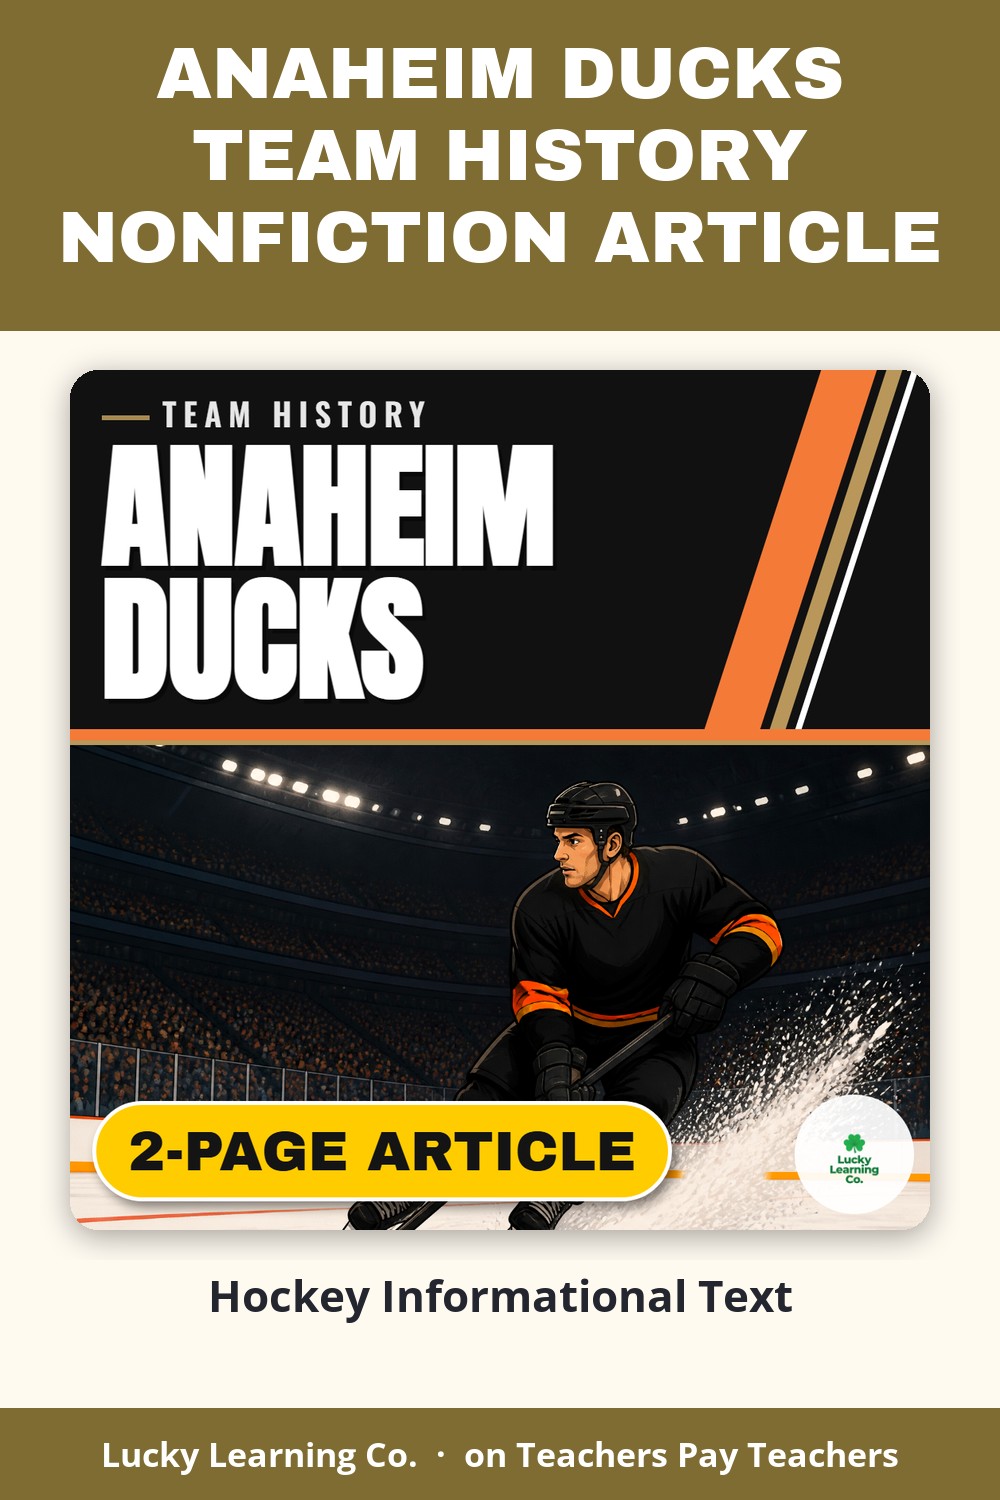 ANAHEIM DUCKS
TEAM HISTORY
NONFICTION ARTICLE
TEAM HISTORY
ANAHEIM
DUCKS
2-PAGE ARTICLE
Lucky
Learning
Co.
Hockey Informational Text
Lucky Learning Co. · on Teachers Pay Teachers